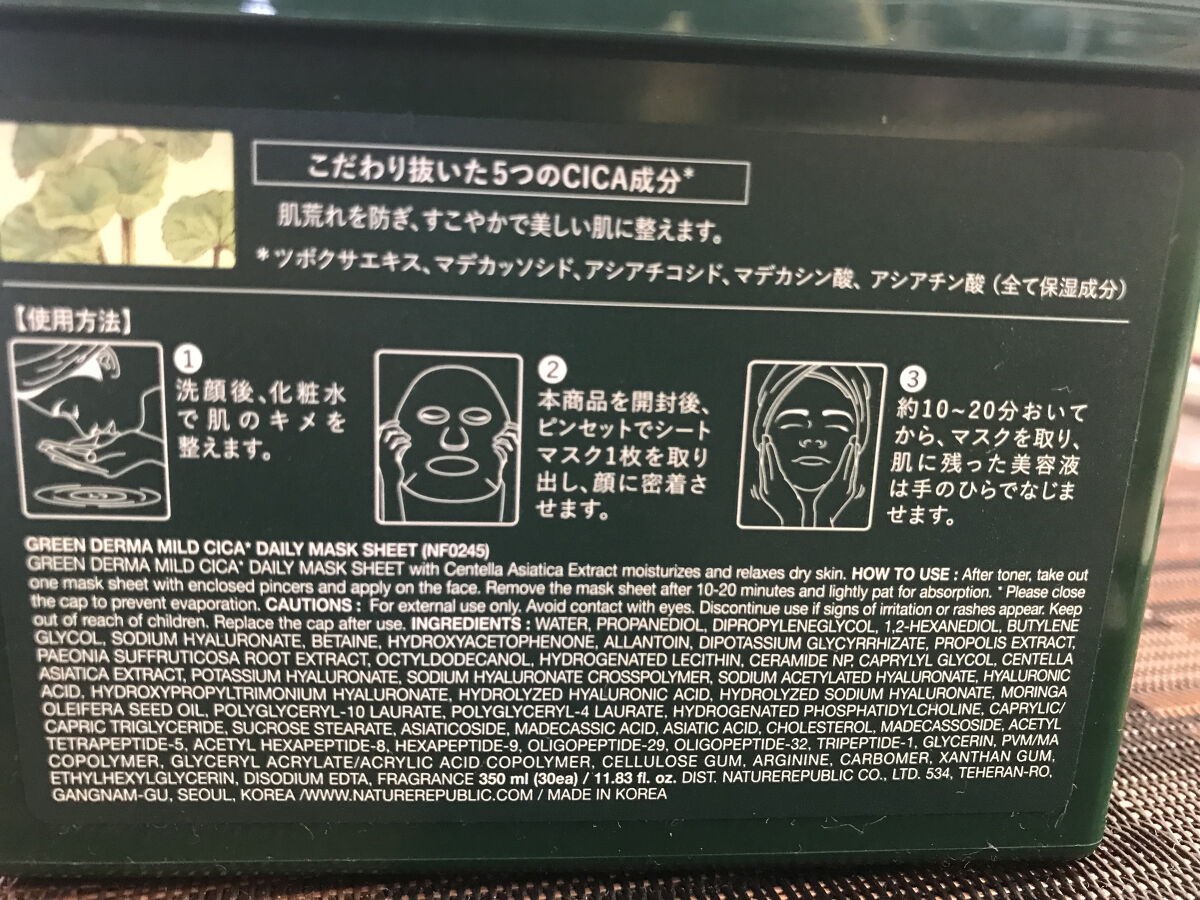 こだわり抜いた5つのCICA成分*
肌荒れを防ぎ、すこやかで美しい肌に整えます。
*ツボクサエキス、マデカッソシド、アシアチコシド、マデカシン酸、アシアチン酸（全て保湿成分）
【使用方法】
1
洗顔後、化粧水
で肌のキメを
整えます。
2
本商品を開封後、
ピンセットでシート
マスク1枚を取り
出し、顔に密着さ
せます。
3
約10~20分おいて
から、マスクを取り、
肌に残った美容液
は手のひらでなじま
せます。
GREEN DERMA MILD CICA* DAILY MASK SHEET (NF0245)
GREEN DERMA MILD CICA* DAILY MASK SHEET with Centella Asiatica Extract moisturizes and relaxes dry skin. HOW TO USE : After toner, take out
one mask sheet with enclosed pincers and apply on the face. Remove the mask sheet after 10-20 minutes and lightly pat for absorption. * Please close
the cap to prevent evaporation. CAUTIONS : For external use only. Avoid contact with eyes. Discontinue use if signs of irritation or rashes appear. Keep
out of reach of children. Replace the cap after use. INGREDIENTS : WATER, PROPANEDIOL, DIPROPYLENEGLYCOL, 1,2-HEXANEDIOL, BUTYLENE
GLYCOL, SODIUM HYALURONATE, BETAINE, HYDROXYACETOPHENONE, ALLANTOIN, DIPOTASSIUM GLYCYRRHIZATE, PROPOLIS EXTRACT,
PAEONIA SUFFRUTICOSA ROOT EXTRACT, OCTYLDODECANOL, HYDROGENATED LECITHIN, CERAMIDE NP, CAPRYLYL GLYCOL, CENTELLA
ASIATICA EXTRACT, POTASSIUM HYALURONATE, SODIUM HYALURONATE CROSSPOLYMER, SODIUM ACETYLATED HYALURONATE, HYALURONIC
ACID, HYDROXYPROPYLTRIMONIUM HYALURONATE, HYDROLYZED HYALURONIC ACID, HYDROLYZED SODIUM HYALURONATE, MORINGA
OLEIFERA SEED OIL, POLYGLYCERYL-10 LAURATE, POLYGLYCERYL-4 LAURATE, HYDROGENATED PHOSPHATIDYLCHOLINE, CAPRYLIC/
CAPRIC TRIGLYCERIDE, SUCROSE STEARATE, ASIATICOSIDE, MADECASSIC ACID, ASIATIC ACID, CHOLESTEROL, MADECASSOSIDE, ACETYL
TETRAPEPTIDE-5, ACETYL HEXAPEPTIDE-8, HEXAPEPTIDE-9, OLIGOPEPTIDE-29, OLIGOPEPTIDE-32, TRIPEPTIDE-1, GLYCERIN, PVM/MA
COPOLYMER, GLYCERYL ACRYLATE/ACRYLIC ACID COPOLYMER, CELLULOSE GUM, ARGININE, CARBOMER, XANTHAN GUM,
ETHYLHEXYLGLYCERIN, DISODIUM EDTA, FRAGRANCE 350 ml (30ea) / 11.83 fl. oz. DIST. NATUREREPUBLIC CO., LTD. 534, TEHERAN-RO,
GANGNAM-GU, SEOUL, KOREA /WWW.NATUREREPUBLIC.COM / MADE IN KOREA